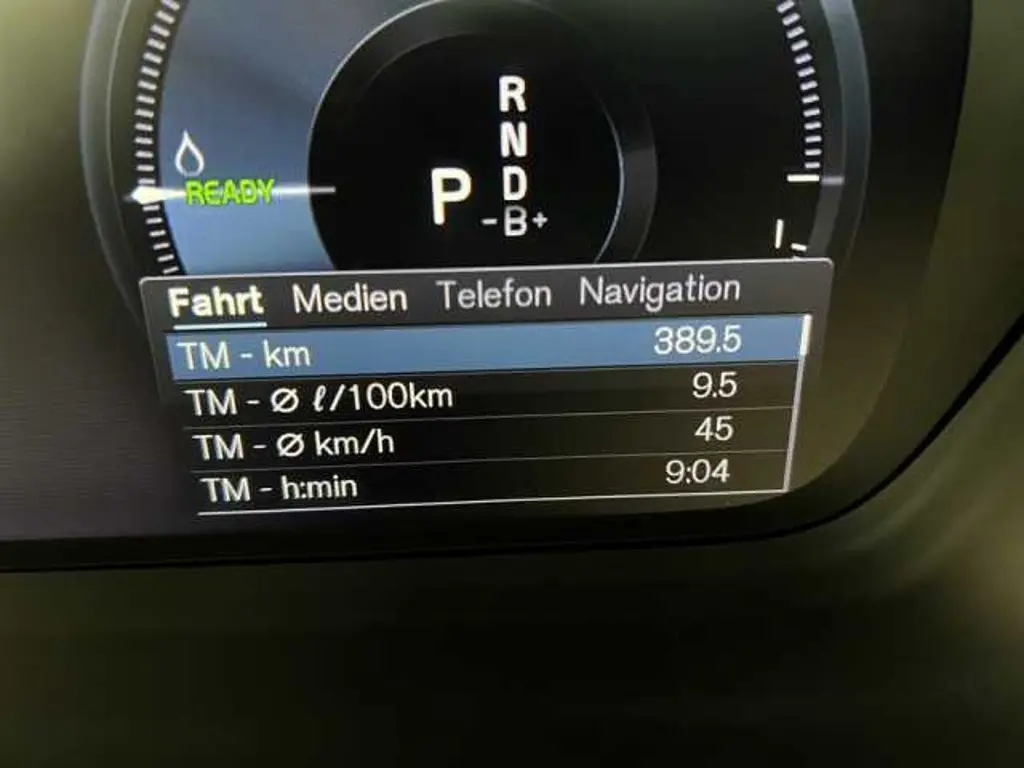 R
N
P D
-B+
READY
Fahrt Medien Telefon Navigation
TM - km 389.5
TM - Ø ℓ/100km 9.5
TM - Ø km/h 45
TM - h:min 9:04